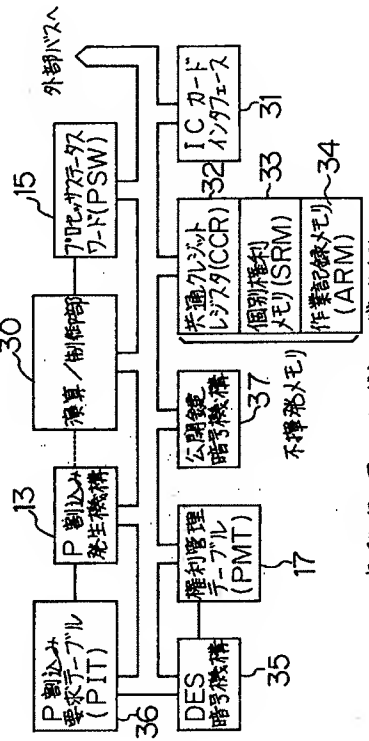 36
P割込み
要求テーブル
(PIT)
13
P割込み
発生機構
30
演算/制御部
15
プロセッサステータス
ワード(PSW)
外部バスへ
35
DES
暗号機構
17
権利管理
テーブル
(PMT)
37
公開鍵
暗号機構
不揮発メモリ
32
共通クレジット
レジスタ(CCR)
33
個別権利
メモリ(SRM)
34
作業記録メモリ
(ARM)
31
ICカード
インタフェース